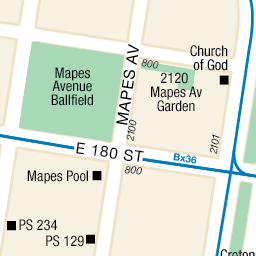 MAPES AV
Church
of God
800
Mapes
Avenue
Ballfield
2120
Mapes Av
Garden
2100
2101
E 180 ST
Bx36
800
Mapes Pool
PS 234
PS 129
Croton